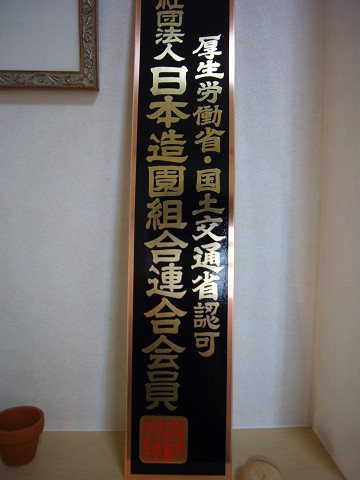 厚生労働省・国土交通省認可
社団法人日本造園組合連合会員